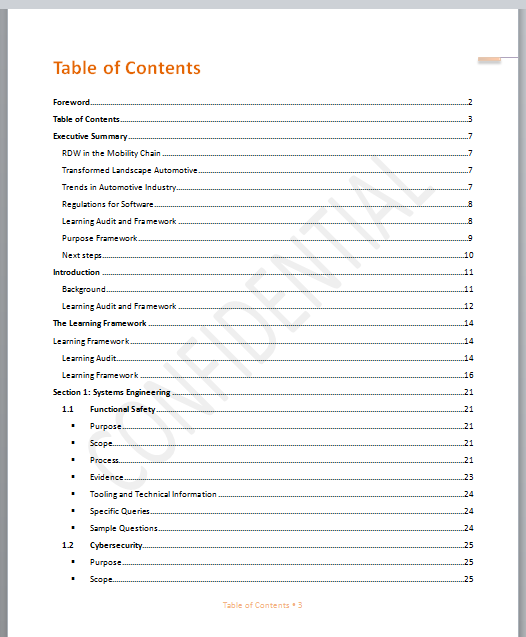 Table of Contents
Foreword 2
Table of Contents 3
Executive Summary 7
RDW in the Mobility Chain 7
Transformed Landscape Automotive 7
Trends in Automotive Industry 7
Regulations for Software 8
Learning Audit and Framework 8
Purpose Framework 9
Next steps 10
Introduction 11
Background 11
Learning Audit and Framework 12
The Learning Framework 14
Learning Framework 14
Learning Audit 14
Learning Framework 16
Section 1: Systems Engineering 21
1.1 Functional Safety 21
▪ Purpose 21
▪ Scope 21
▪ Process 21
▪ Evidence 23
▪ Tooling and Technical Information 24
▪ Specific Queries 24
▪ Sample Questions 24
1.2 Cybersecurity 25
▪ Purpose 25
▪ Scope 25
Table of Contents • 3
CONFIDENTIAL